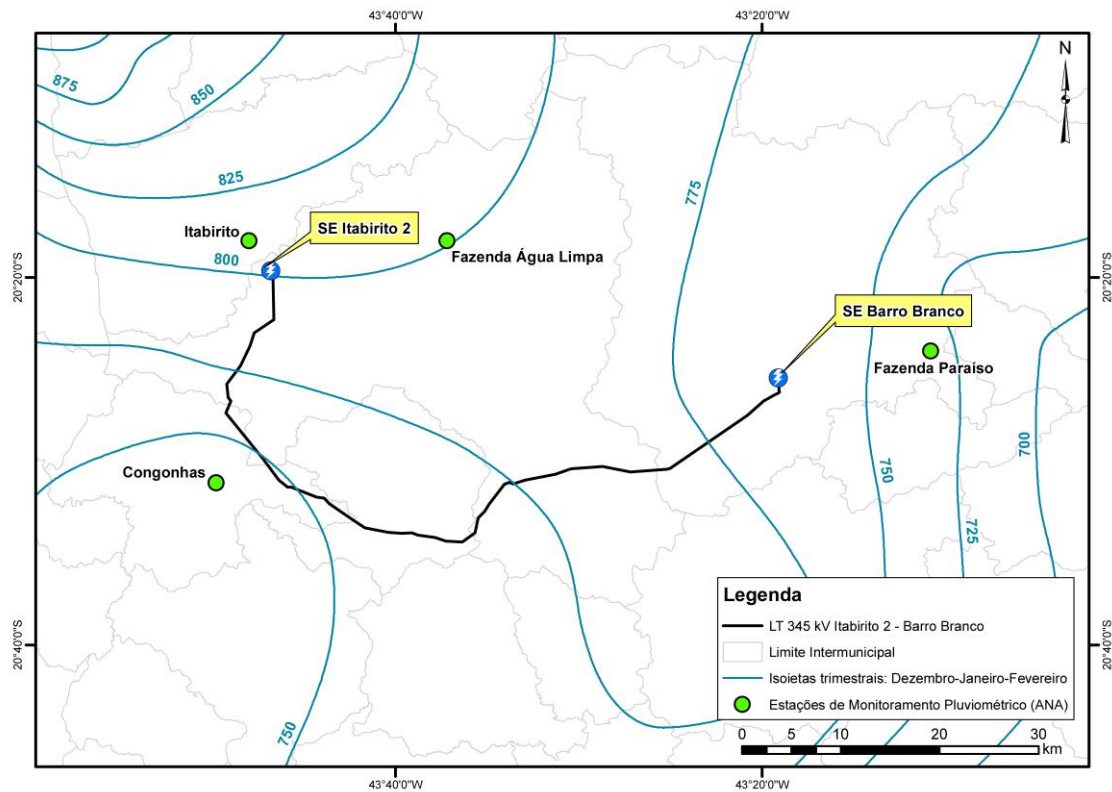 43°40'0"W
43°20'0"W
N
875
850
825
775
Itabirito
SE Itabirito 2
Fazenda Água Limpa
800
20°20'0"S
20°20'0"S
SE Barro Branco
Fazenda Paraíso
700
Congonhas
750
725
Legenda
LT 345 kV Itabirito 2 - Barro Branco
Limite Intermunicipal
Isoietas trimestrais: Dezembro-Janeiro-Fevereiro
Estações de Monitoramento Pluviométrico (ANA)
20°40'0"S
20°40'0"S
750
0 5 10 20 30
km
43°40'0"W
43°20'0"W